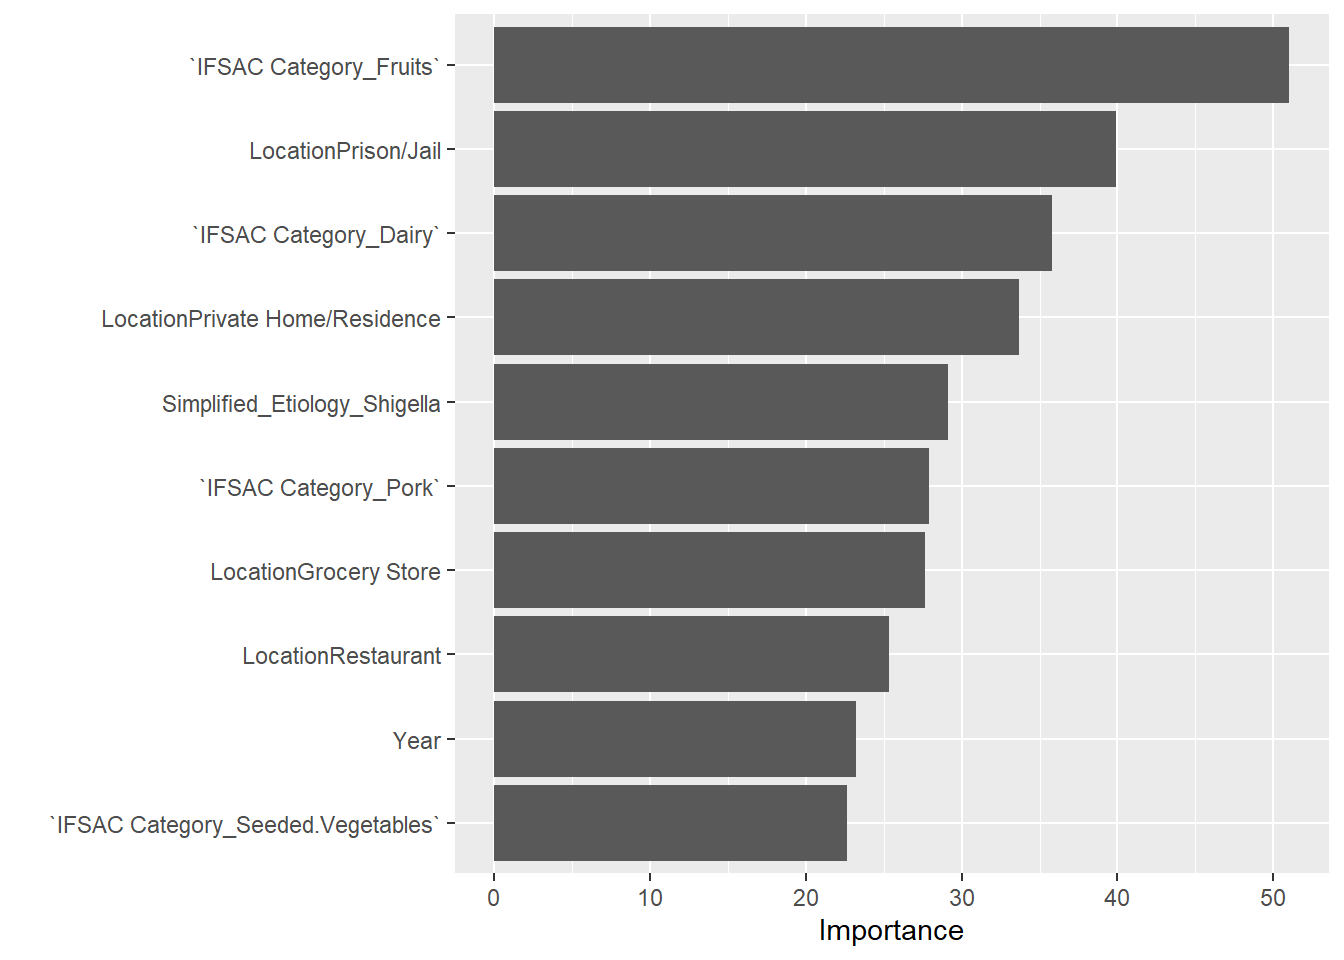 `IFSAC Category_Fruits`
LocationPrison/Jail
`IFSAC Category_Dairy`
LocationPrivate Home/Residence
Simplified_Etiology_Shigella
`IFSAC Category_Pork`
LocationGrocery Store
LocationRestaurant
Year
`IFSAC Category_Seeded.Vegetables`
0 10 20 30 40 50
Importance